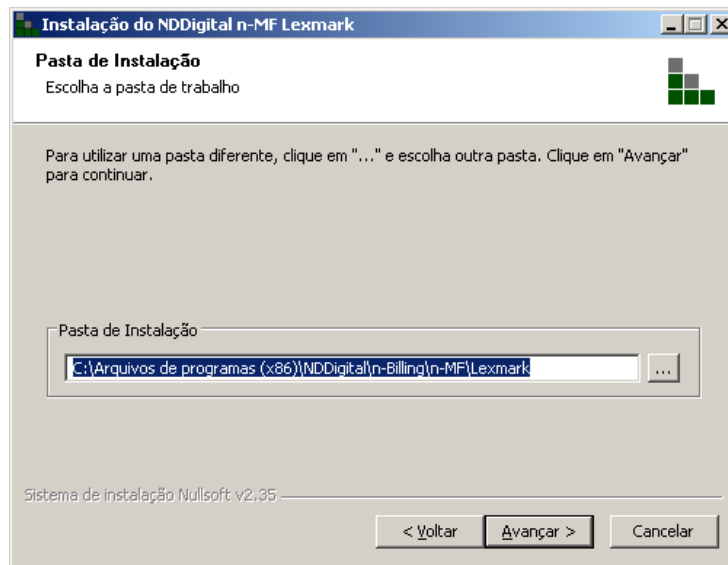 Instalação do NDDigital n-MF Lexmark
Pasta de Instalação
Escolha a pasta de trabalho
Para utilizar uma pasta diferente, clique em "..." e escolha outra pasta. Clique em "Avançar"
para continuar.
Pasta de Instalação
C:\Arquivos de programas (x86)\NDDigital\n-Billing\n-MF\Lexmark
...
Sistema de instalação Nullsoft v2.35
< Voltar
Avançar >
Cancelar